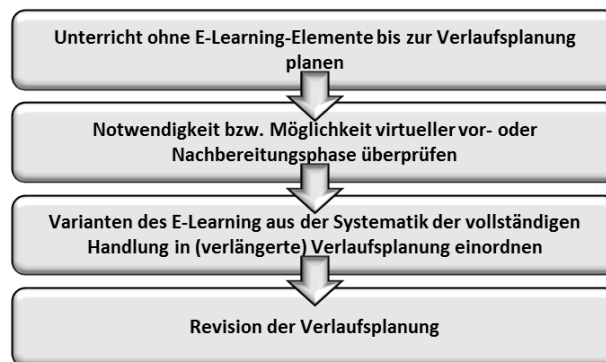 Unterricht ohne E-Learning-Elemente bis zur Verlaufsplanung
planen
Notwendigkeit bzw. Möglichkeit virtueller vor- oder
Nachbereitungsphase überprüfen
Varianten des E-Learning aus der Systematik der vollständigen
Handlung in (verlängerte) Verlaufsplanung einordnen
Revision der Verlaufsplanung